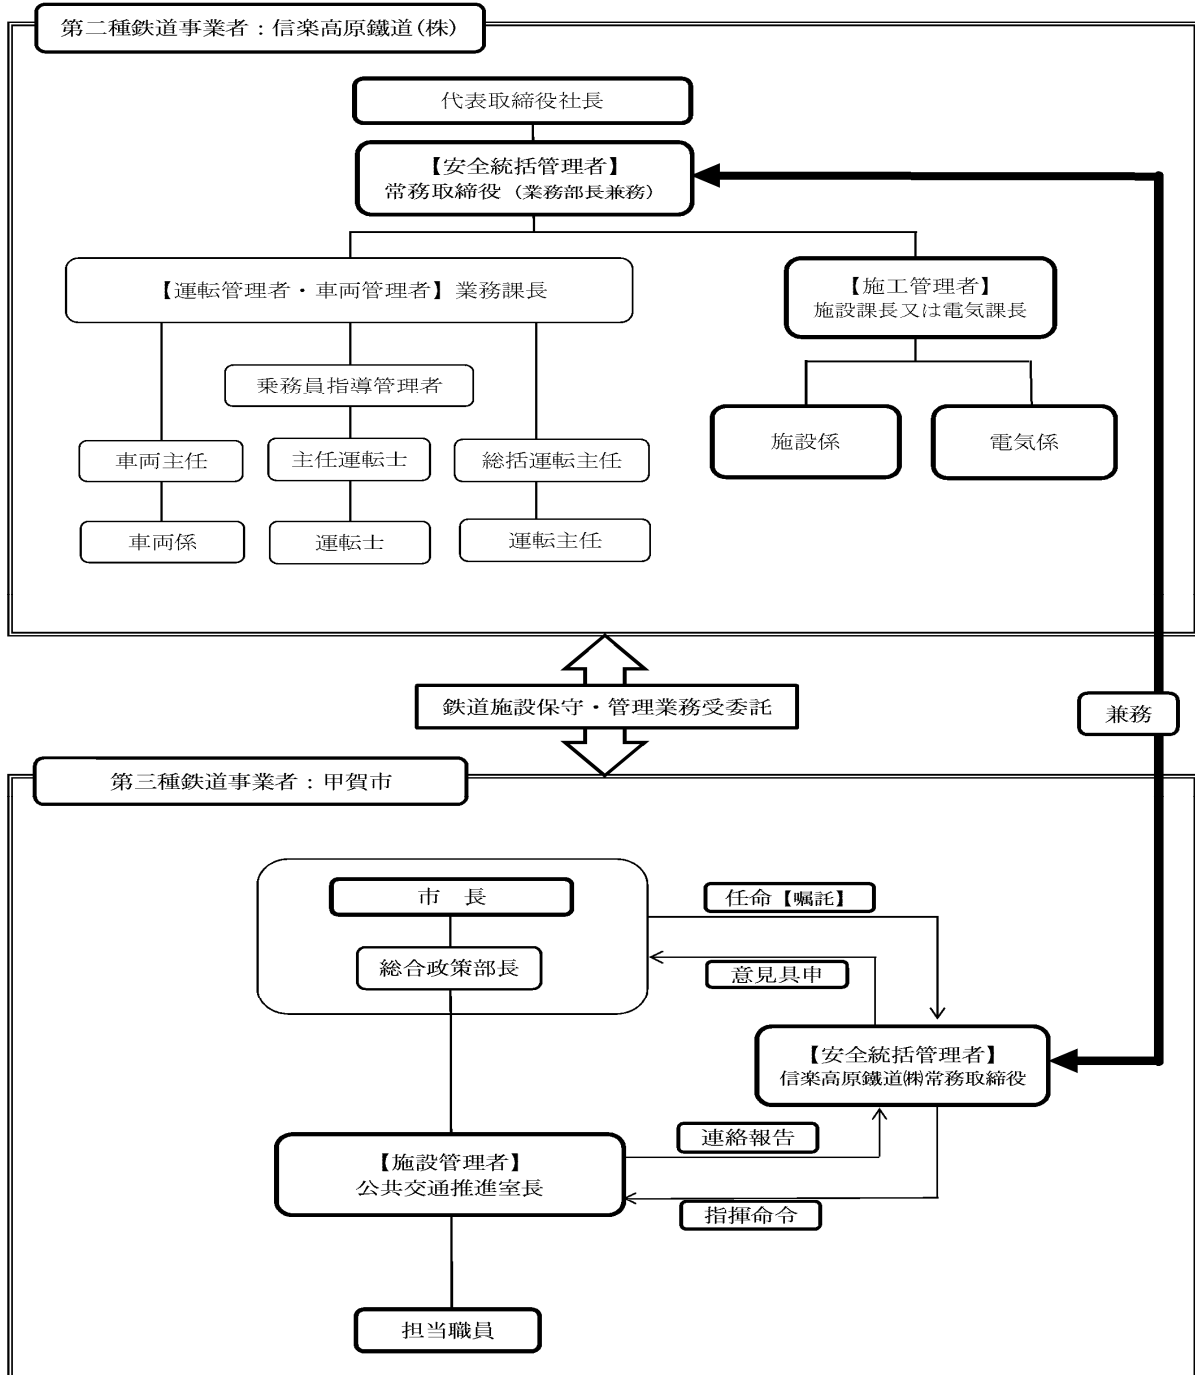 第二種鉄道事業者：信楽高原鐵道(株)
代表取締役社長
【安全統括管理者】
常務取締役（業務部長兼務）
【運転管理者・車両管理者】業務課長
【施工管理者】
施設課長又は電気課長
乗務員指導管理者
施設係
電気係
車両主任
主任運転士
総括運転主任
車両係
運転士
運転主任
鉄道施設保守・管理業務受委託
兼務
第三種鉄道事業者：甲賀市
市　長
任命【嘱託】
総合政策部長
意見具申
【安全統括管理者】
信楽高原鐵道㈱常務取締役
連絡報告
【施設管理者】
公共交通推進室長
指揮命令
担当職員